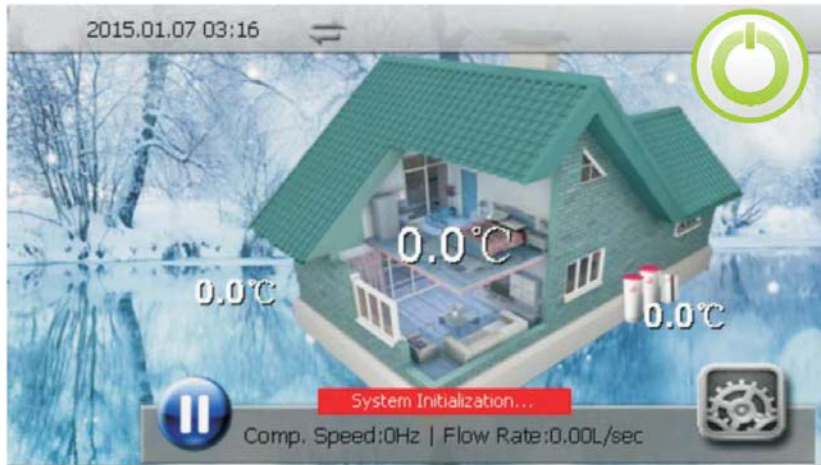 2015.01.07 03:16
0.0℃
0.0℃
0.0℃
System Initialization...
Comp. Speed:0Hz | Flow Rate:0.00L/sec